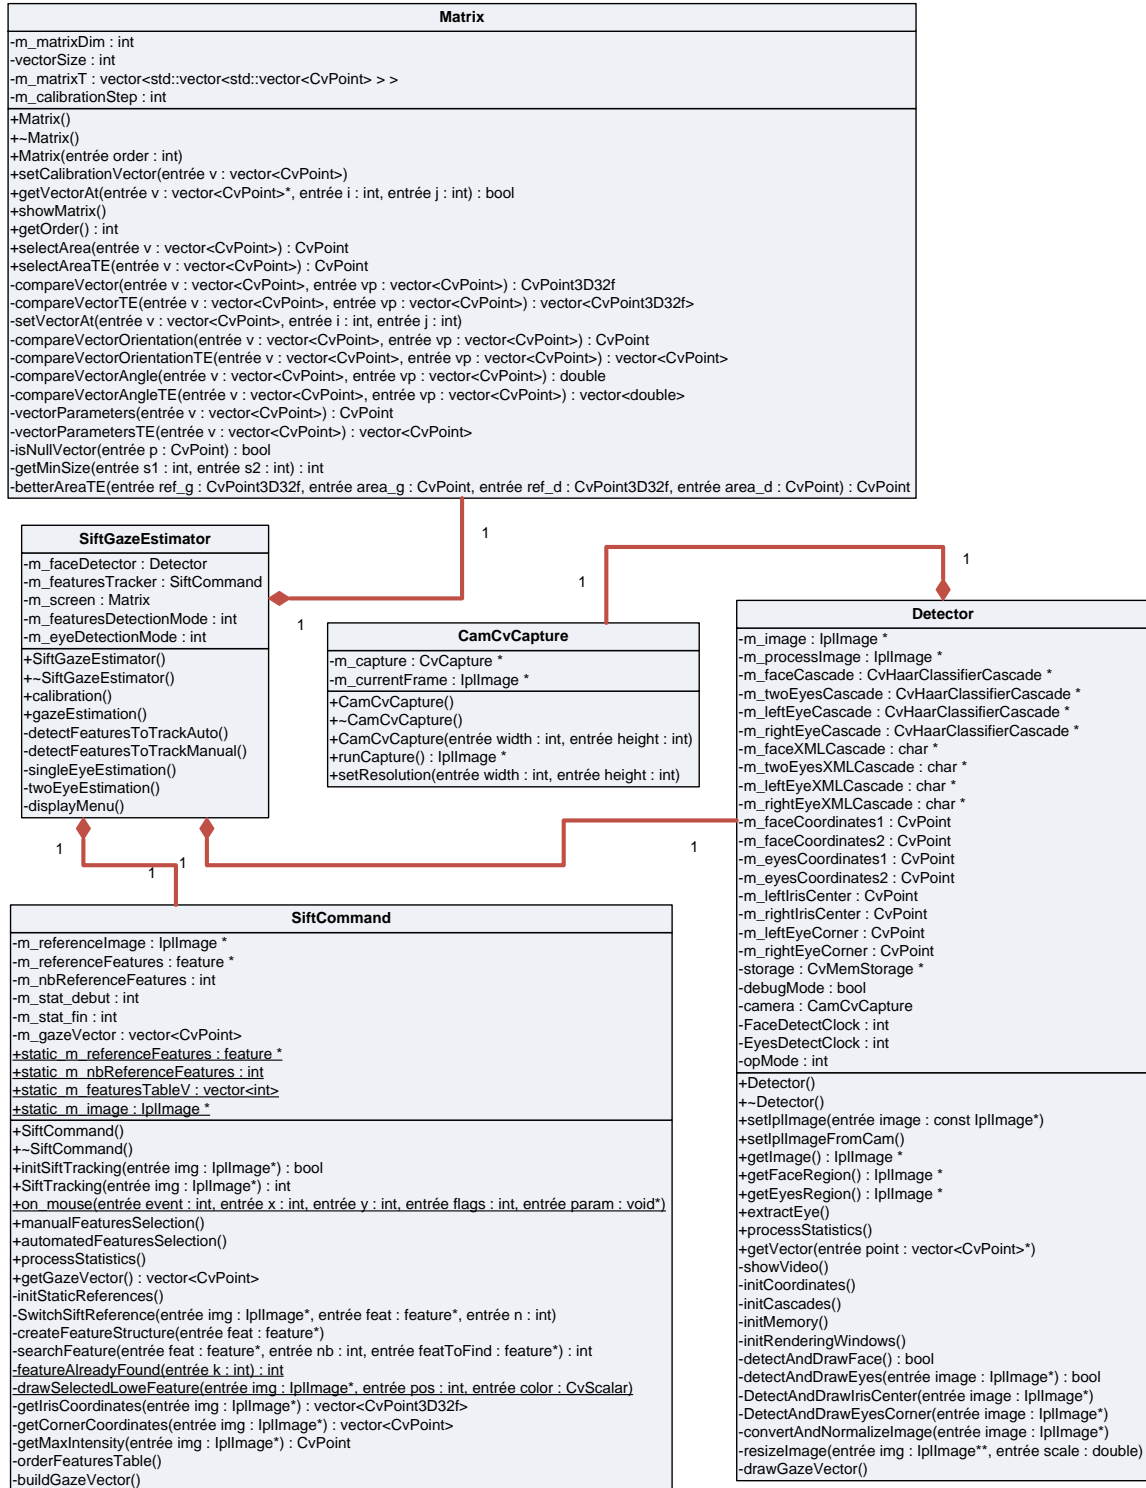 Matrix
-m_matrixDim : int
-vectorSize : int
-m_matrixT : vector<std::vector<std::vector<CvPoint> > >
-m_calibrationStep : int
+Matrix()
+~Matrix()
+Matrix(entrée order : int)
+setCalibrationVector(entrée v : vector<CvPoint>)
+getVectorAt(entrée v : vector<CvPoint>*, entrée i : int, entrée j : int) : bool
+showMatrix()
+getOrder() : int
+selectArea(entrée v : vector<CvPoint>) : CvPoint
+selectAreaTE(entrée v : vector<CvPoint>) : CvPoint
-compareVector(entrée v : vector<CvPoint>, entrée vp : vector<CvPoint>) : CvPoint3D32f
-compareVectorTE(entrée v : vector<CvPoint>, entrée vp : vector<CvPoint>) : vector<CvPoint3D32f>
-setVectorAt(entrée v : vector<CvPoint>, entrée i : int, entrée j : int)
-compareVectorOrientation(entrée v : vector<CvPoint>, entrée vp : vector<CvPoint>) : CvPoint
-compareVectorOrientationTE(entrée v : vector<CvPoint>, entrée vp : vector<CvPoint>) : vector<CvPoint>
-compareVectorAngle(entrée v : vector<CvPoint>, entrée vp : vector<CvPoint>) : double
-compareVectorAngleTE(entrée v : vector<CvPoint>, entrée vp : vector<CvPoint>) : vector<double>
-vectorParameters(entrée v : vector<CvPoint>) : CvPoint
-vectorParametersTE(entrée v : vector<CvPoint>) : vector<CvPoint>
-isNullVector(entrée p : CvPoint) : bool
-getMinSize(entrée s1 : int, entrée s2 : int) : int
-betterAreaTE(entrée ref_g : CvPoint3D32f, entrée area_g : CvPoint, entrée ref_d : CvPoint3D32f, entrée area_d : CvPoint) : CvPoint
1
1
SiftGazeEstimator
-m_faceDetector : Detector
-m_featuresTracker : SiftCommand
-m_screen : Matrix
-m_featuresDetectionMode : int
-m_eyeDetectionMode : int
+SiftGazeEstimator()
+~SiftGazeEstimator()
+calibration()
+gazeEstimation()
-detectFeaturesToTrackAuto()
-detectFeaturesToTrackManual()
-singleEyeEstimation()
-twoEyeEstimation()
-displayMenu()
1
1
CamCvCapture
-m_capture : CvCapture *
-m_currentFrame : IplImage *
+CamCvCapture()
+~CamCvCapture()
+CamCvCapture(entrée width : int, entrée height : int)
+runCapture() : IplImage *
+setResolution(entrée width : int, entrée height : int)
1
1
1
1
SiftCommand
-m_referenceImage : IplImage *
-m_referenceFeatures : feature *
-m_nbReferenceFeatures : int
-m_stat_debut : int
-m_stat_fin : int
-m_gazeVector : vector<CvPoint>
+static_m_referenceFeatures : feature *
+static_m_nbReferenceFeatures : int
+static_m_featuresTableV : vector<int>
+static_m_image : IplImage *
+SiftCommand()
+~SiftCommand()
+initSiftTracking(entrée img : IplImage*) : bool
+SiftTracking(entrée img : IplImage*) : int
+on_mouse(entrée event : int, entrée x : int, entrée y : int, entrée flags : int, entrée param : void*)
+manualFeaturesSelection()
+automatedFeaturesSelection()
+processStatistics()
+getGazeVector() : vector<CvPoint>
-initStaticReferences()
-SwitchSiftReference(entrée img : IplImage*, entrée feat : feature*, entrée n : int)
-createFeatureStructure(entrée feat : feature*)
-searchFeature(entrée feat : feature*, entrée nb : int, entrée featToFind : feature*) : int
-featureAlreadyFound(entrée k : int) : int
-drawSelectedLoweFeature(entrée img : IplImage*, entrée pos : int, entrée color : CvScalar)
-getIrisCoordinates(entrée img : IplImage*) : vector<CvPoint3D32f>
-getCornerCoordinates(entrée img : IplImage*) : vector<CvPoint>
-getMaxIntensity(entrée img : IplImage*) : CvPoint
-orderFeaturesTable()
-buildGazeVector()
Detector
-m_image : IplImage *
-m_processImage : IplImage *
-m_faceCascade : CvHaarClassifierCascade *
-m_twoEyesCascade : CvHaarClassifierCascade *
-m_leftEyeCascade : CvHaarClassifierCascade *
-m_rightEyeCascade : CvHaarClassifierCascade *
-m_faceXMLCascade : char *
-m_twoEyesXMLCascade : char *
-m_leftEyeXMLCascade : char *
-m_rightEyeXMLCascade : char *
-m_faceCoordinates1 : CvPoint
-m_faceCoordinates2 : CvPoint
-m_eyesCoordinates1 : CvPoint
-m_eyesCoordinates2 : CvPoint
-m_leftIrisCenter : CvPoint
-m_rightIrisCenter : CvPoint
-m_leftEyeCorner : CvPoint
-m_rightEyeCorner : CvPoint
-storage : CvMemStorage *
-debugMode : bool
-camera : CamCvCapture
-FaceDetectClock : int
-EyesDetectClock : int
-opMode : int
+Detector()
+~Detector()
+setIplImage(entrée image : const IplImage*)
+setIplImageFromCam()
+getImage() : IplImage *
+getFaceRegion() : IplImage *
+getEyesRegion() : IplImage *
+extractEye()
+processStatistics()
+getVector(entrée point : vector<CvPoint>*)
-showVideo()
-initCoordinates()
-initCascades()
-initMemory()
-initRenderingWindows()
-detectAndDrawFace() : bool
-detectAndDrawEyes(entrée image : IplImage*) : bool
-DetectAndDrawIrisCenter(entrée image : IplImage*)
-DetectAndDrawEyesCorner(entrée image : IplImage*)
-convertAndNormalizeImage(entrée image : IplImage*)
-resizeImage(entrée img : IplImage**, entrée scale : double)
-drawGazeVector()